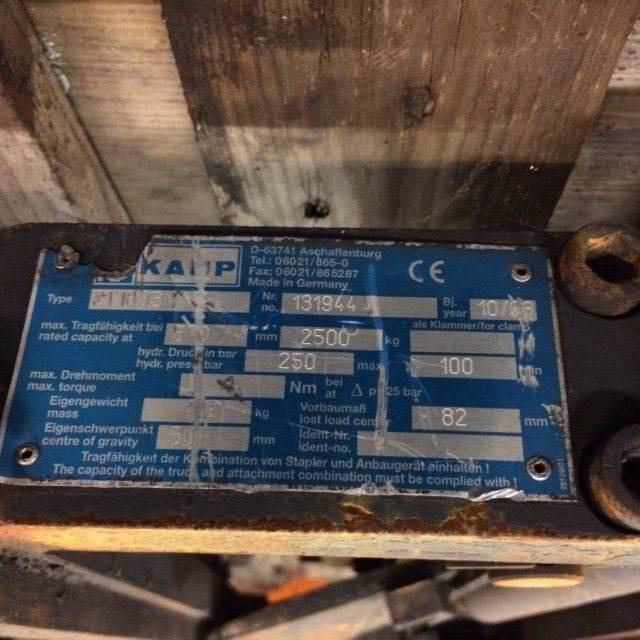 KAUP
D-63741 Aschaffenburg
Tel.: 06021/865-0
Fax: 06021/865287
Made in Germany
CE
Type
Nr. no. 131944
Bj. year
max. Tragfähigkeit bei
rated capacity at mm 2500 kg
als Klammer/for clamp
hydr. Druck in bar
hydr. pres. bar 250 max. 100
max. Drehmoment
max. torque Nm bei at Δ p 125 bar
Eigengewicht
mass kg
Vorbaumaß
lost load cent. 82 mm
Eigenschwerpunkt
centre of gravity mm
Ident-Nr.
ident-no.
Tragfähigkeit der Kombination von Stapler und Anbaugerät einhalten !
The capacity of the truck and attachment combination must be complied with !